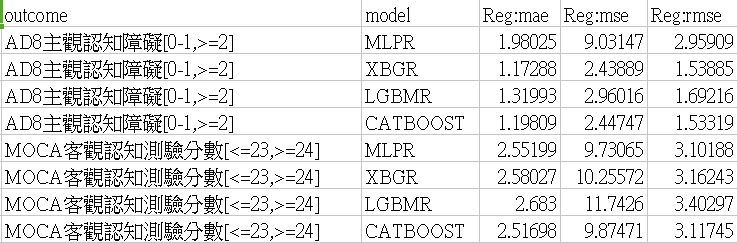 outcome model Reg:mae Reg:mse Reg:rmse
AD8主觀認知障礙[0-1,>=2] MLPR 1.98025 9.03147 2.95909
AD8主觀認知障礙[0-1,>=2] XBGR 1.17288 2.43889 1.53885
AD8主觀認知障礙[0-1,>=2] LGBMR 1.31993 2.96016 1.69216
AD8主觀認知障礙[0-1,>=2] CATBOOST 1.19809 2.44747 1.53319
MOCA客觀認知測驗分數[<=23,>=24] MLPR 2.55199 9.73065 3.10188
MOCA客觀認知測驗分數[<=23,>=24] XBGR 2.58027 10.25572 3.16243
MOCA客觀認知測驗分數[<=23,>=24] LGBMR 2.683 11.7426 3.40297
MOCA客觀認知測驗分數[<=23,>=24] CATBOOST 2.51698 9.87471 3.11745